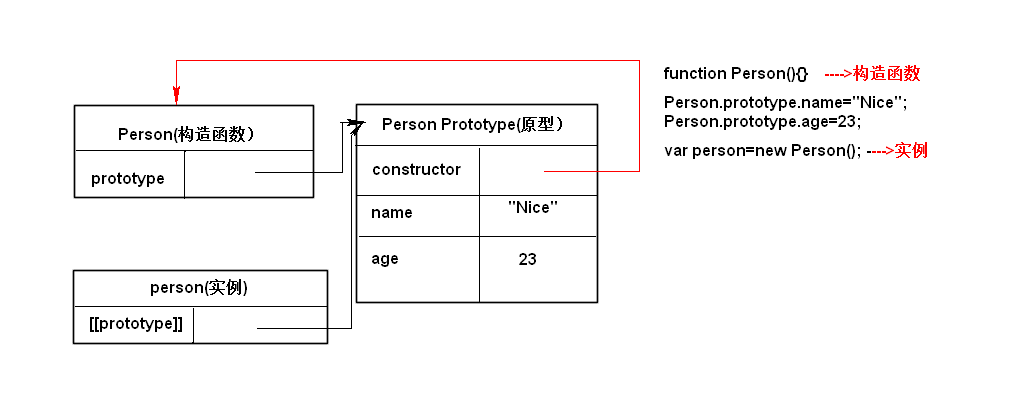 function Person(){} ---->构造函数
Person.prototype.name="Nice";
Person.prototype.age=23;
var person=new Person(); ---->实例
Person(构造函数）
prototype
Person Prototype(原型）
constructor
name "Nice"
age 23
person(实例)
[[prototype]]